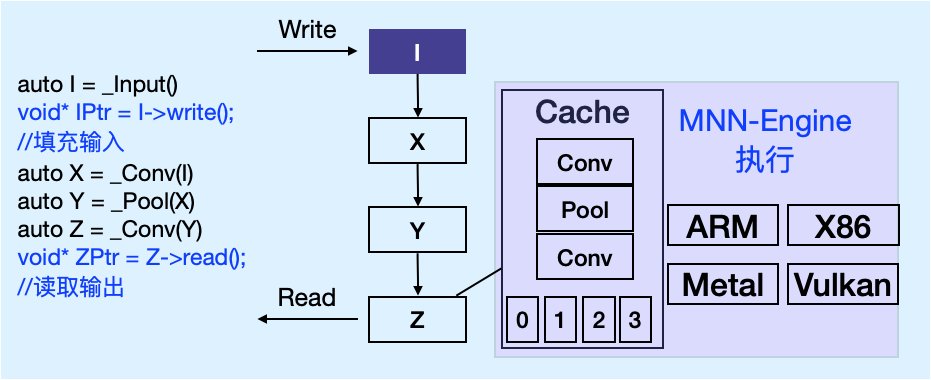 Write
I
auto I = _Input()
void* IPtr = I->write();
//填充输入
auto X = _Conv(I)
auto Y = _Pool(X)
auto Z = _Conv(Y)
void* ZPtr = Z->read();
//读取输出
X
Y
Read
Z
Cache
Conv
Pool
Conv
0 1 2 3
MNN-Engine
执行
ARM X86
Metal Vulkan